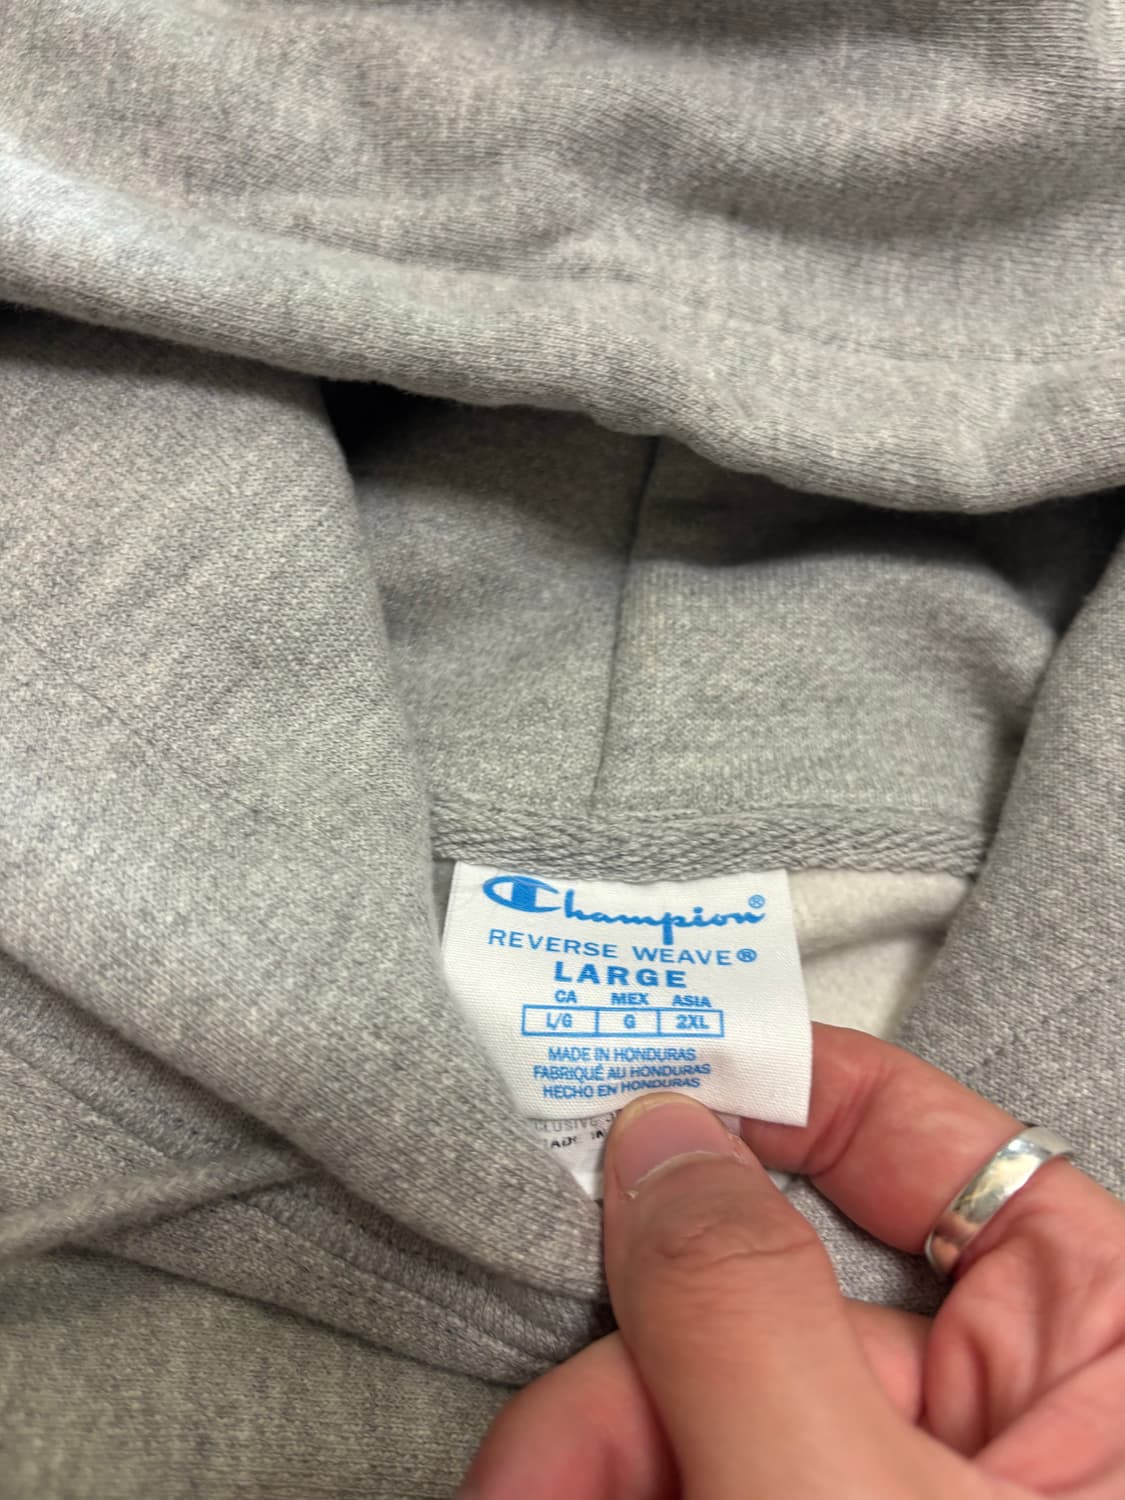 Champion®
REVERSE WEAVE®
LARGE
CA MEX ASIA
L/G G 2XL
MADE IN HONDURAS
FABRIQUÉ AU HONDURAS
HECHO EN HONDURAS